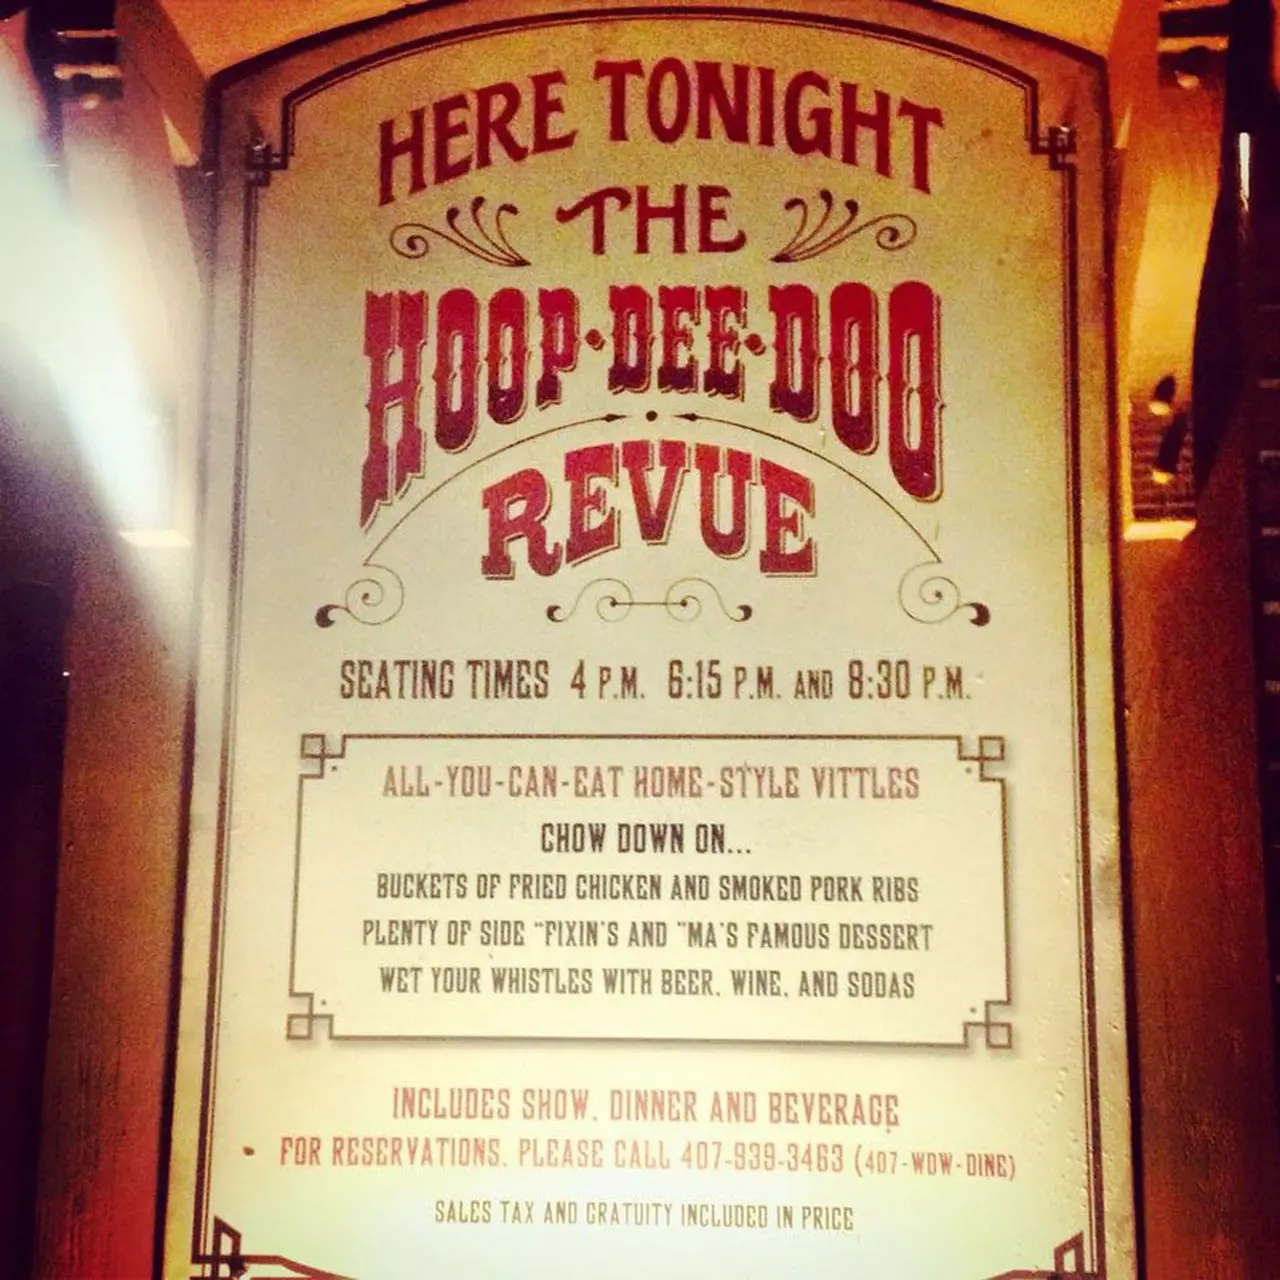 HERE TONIGHT
THE
HOOP·DEE·DOO
REVUE
SEATING TIMES 4 P.M. 6:15 P.M. AND 8:30 P.M.
ALL-YOU-CAN-EAT HOME-STYLE VITTLES
CHOW DOWN ON...
BUCKETS OF FRIED CHICKEN AND SMOKED PORK RIBS
PLENTY OF SIDE "FIXIN'S AND "MA'S FAMOUS DESSERT
WET YOUR WHISTLES WITH BEER, WINE, AND SODAS
INCLUDES SHOW, DINNER AND BEVERAGE
FOR RESERVATIONS, PLEASE CALL 407-939-3463 (407-WDW-DINE)
SALES TAX AND GRATUITY INCLUDED IN PRICE